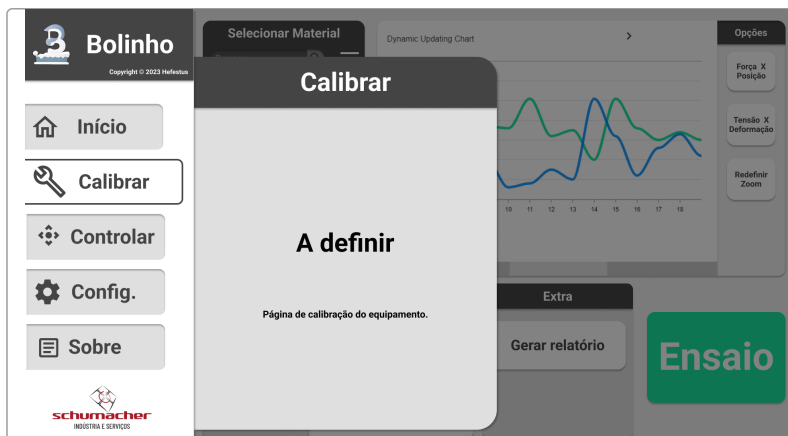 Bolinho
Copyright © 2023 Hefestus
Início
Calibrar
Controlar
Config.
Sobre
schumacher
INDÚSTRIA E SERVIÇOS
Selecionar Material
Calibrar
A definir
Página de calibração do equipamento.
Dynamic Updating Chart
10 11 12 13 14 15 16 17 18
Opções
Força X
Posição
Tensão X
Deformação
Redefinir
Zoom
Extra
Gerar relatório
Ensaio